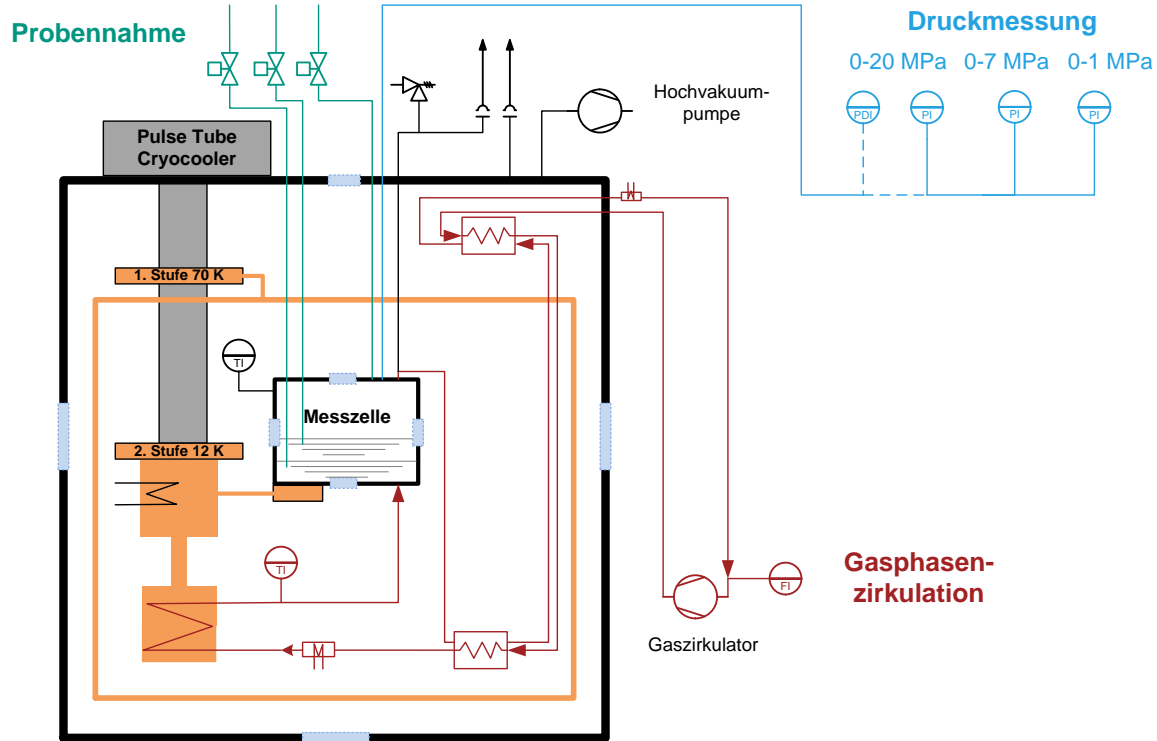 Probennahme
Druckmessung
0-20 MPa 0-7 MPa 0-1 MPa
PDI PI PI PI
Hochvakuum-
pumpe
Pulse Tube
Cryocooler
1. Stufe 70 K
TI
Messzelle
2. Stufe 12 K
TI
FI
Gasphasen-
zirkulation
Gaszirkulator